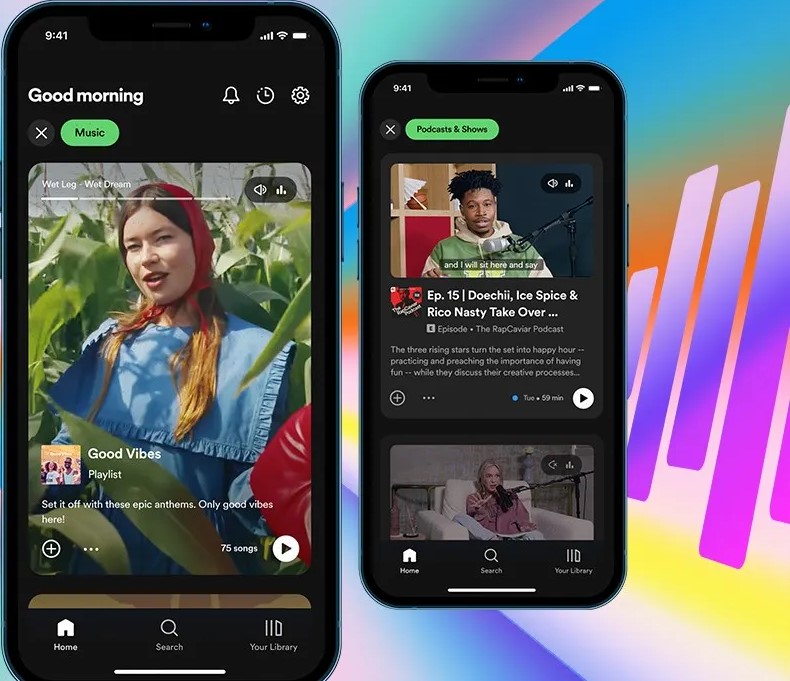 9:41
Good morning
Music
Wet Leg - Wet Dream
Good Vibes
Playlist
Set it off with these epic anthems. Only good vibes
here!
75 songs
Home
Search
Your Library
9:41
Podcasts & Shows
and I will sit here and say
The
RapCaviar
Podcast
Ep. 15 | Doechii, Ice Spice &
Rico Nasty Take Over ...
E Episode • The RapCaviar Podcast
The three rising stars turn the set into happy hour --
practicing and preaching the importance of having
fun -- while they discuss their creative processes...
Tue • 59 min
Home
Search
Your Library